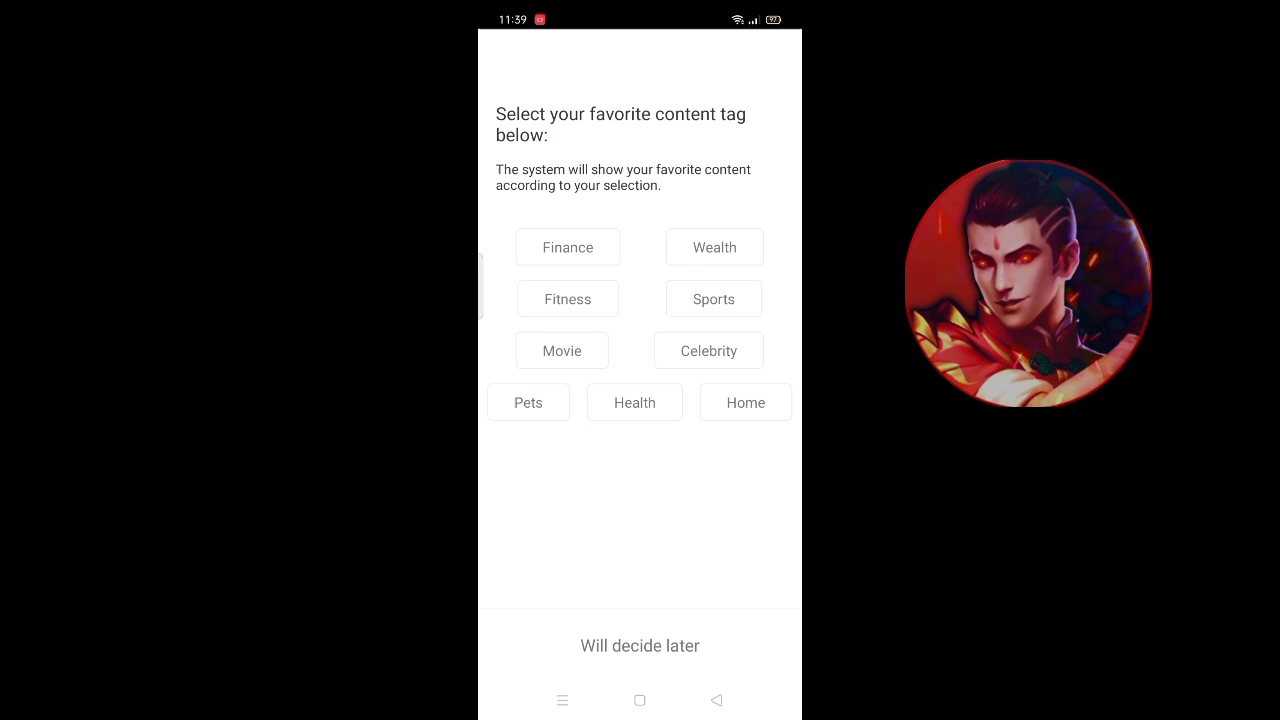 11:39
97
Select your favorite content tag
below:
The system will show your favorite content
according to your selection.
Finance
Wealth
Fitness
Sports
Movie
Celebrity
Pets
Health
Home
Will decide later